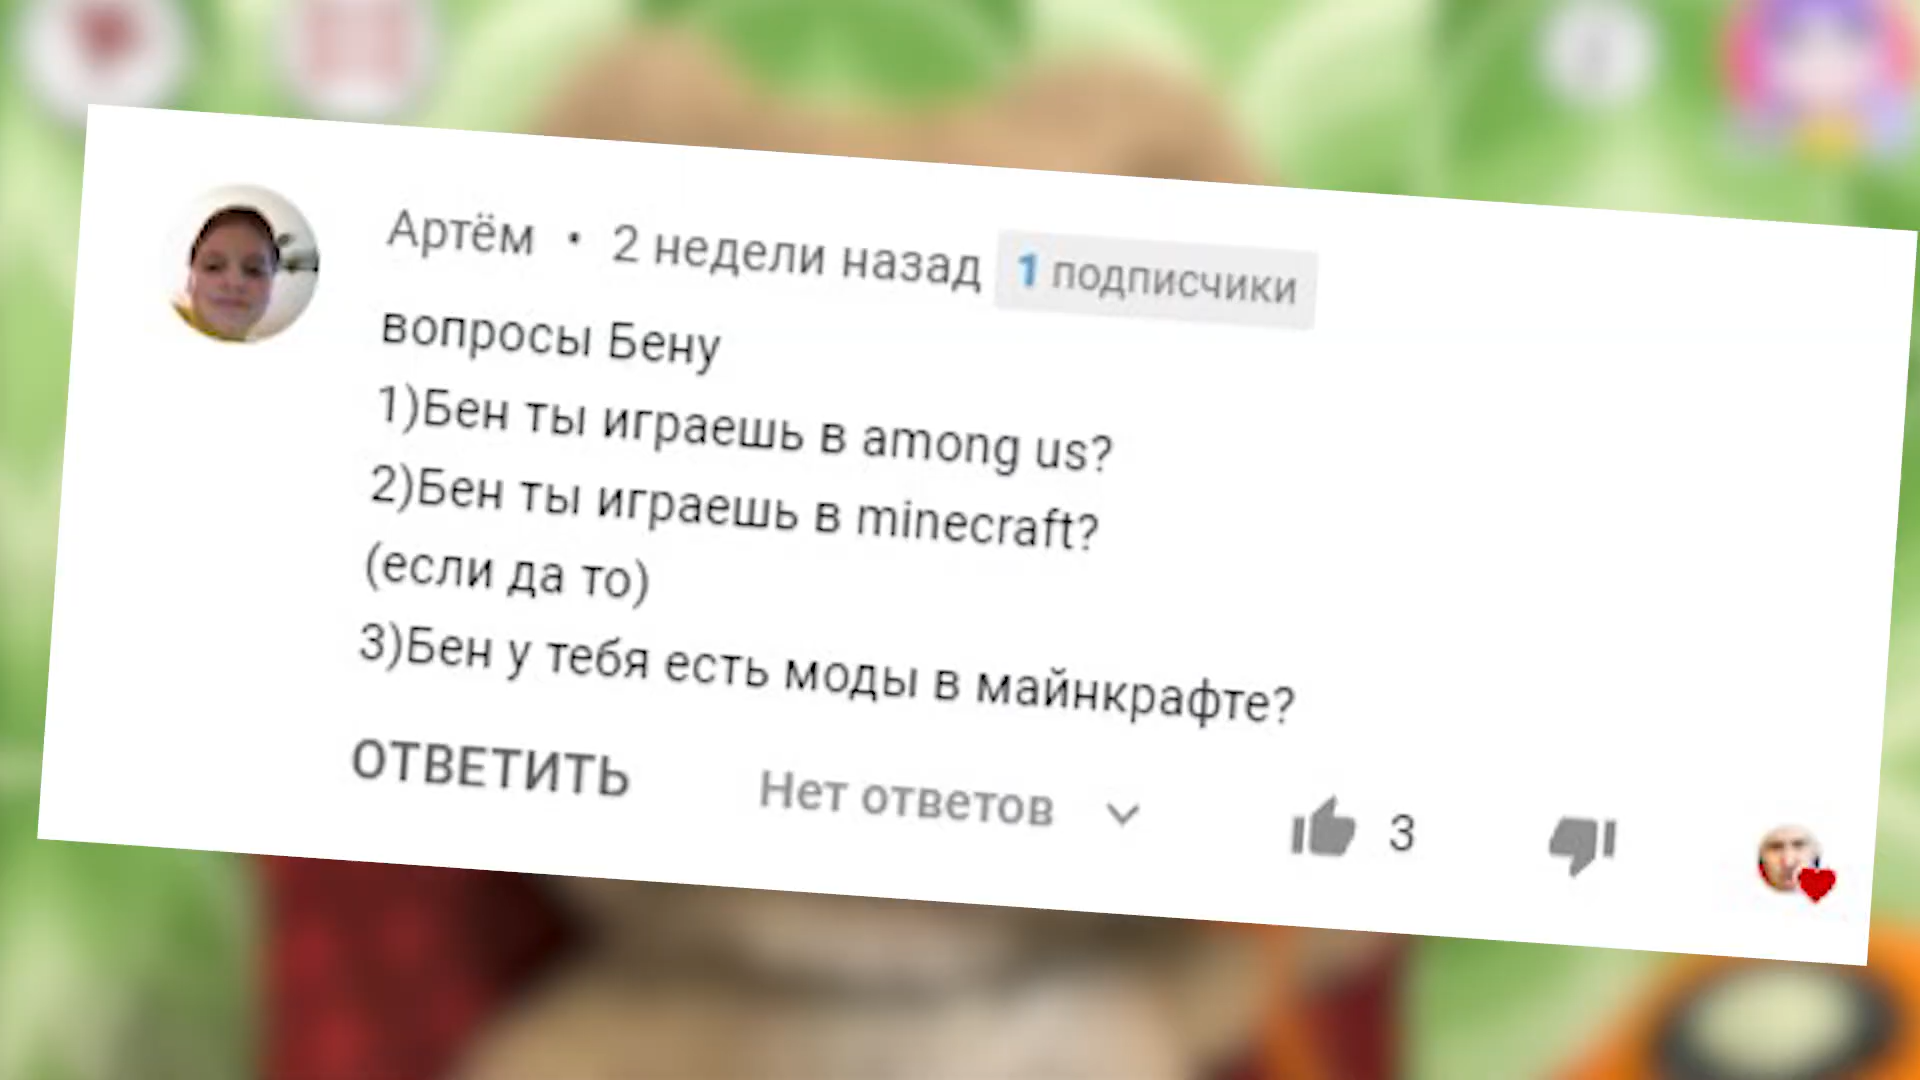 Артём • 2 недели назад 1 подписчики
вопросы Бену
1)Бен ты играешь в among us?
2)Бен ты играешь в minecraft?
(если да то)
3)Бен у тебя есть моды в майнкрафте?
ОТВЕТИТЬ Нет ответов 3